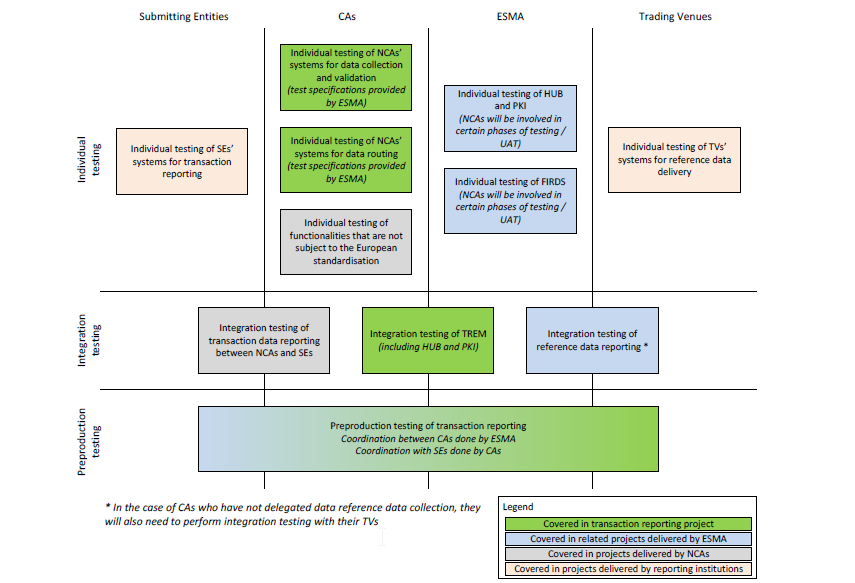 Submitting Entities
CAs
ESMA
Trading Venues
Individual
testing
Individual testing of SEs'
systems for transaction
reporting
Individual testing of NCAs'
systems for data collection
and validation
(test specifications provided
by ESMA)
Individual testing of NCAs'
systems for data routing
(test specifications provided
by ESMA)
Individual testing of
functionalities that are not
subject to the European
standardisation
Individual testing of HUB
and PKI
(NCAs will be involved in
certain phases of testing /
UAT)
Individual testing of FIRDS
(NCAs will be involved in
certain phases of testing /
UAT)
Individual testing of TVs'
systems for reference data
delivery
Integration
testing
Integration testing of
transaction data reporting
between NCAs and SEs
Integration testing of TREM
(including HUB and PKI)
Integration testing of
reference data reporting *
Preproduction
testing
Preproduction testing of transaction reporting
Coordination between CAs done by ESMA
Coordination with SEs done by CAs
* In the case of CAs who have not delegated data reference data collection, they
will also need to perform integration testing with their TVs
Legend
Covered in transaction reporting project
Covered in related projects delivered by ESMA
Covered in projects delivered by NCAs
Covered in projects delivered by reporting institutions